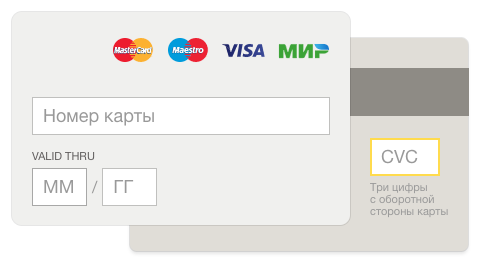 MasterCard Maestro VISA МИР
Номер карты
VALID THRU
ММ / ГГ
CVC
Три цифры
с оборотной
стороны карты